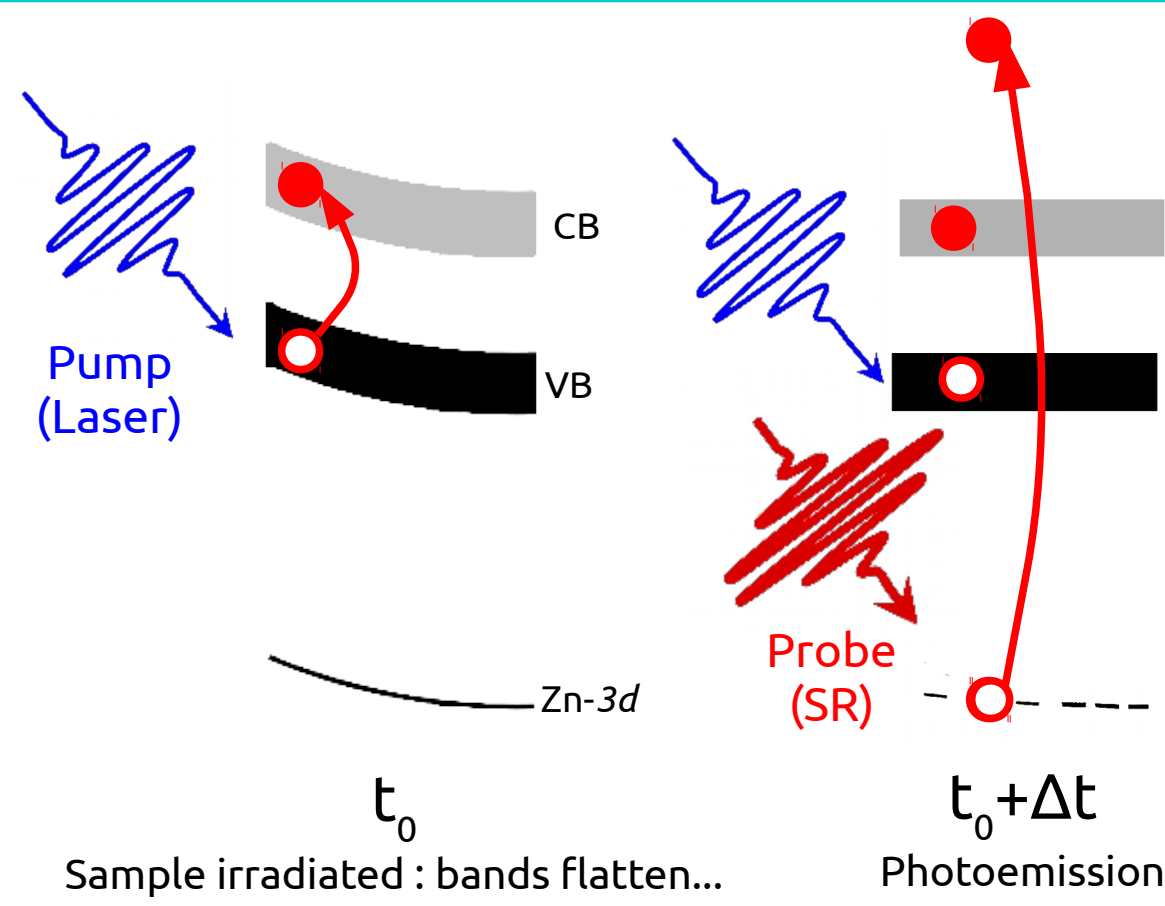 CB
VB
Pump
(Laser)
Zn-3d
Probe
(SR)
t₀
t₀+Δt
Sample irradiated : bands flatten...
Photoemission